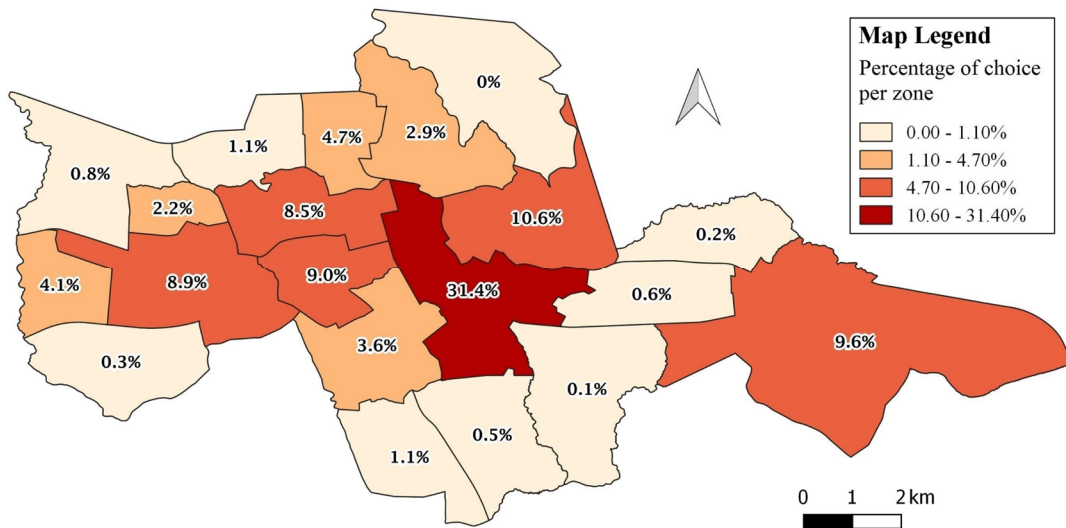 Map Legend
Percentage of choice
per zone
0.00 - 1.10%
1.10 - 4.70%
4.70 - 10.60%
10.60 - 31.40%
0%
2.9%
4.7%
1.1%
0.8%
2.2%
8.5%
10.6%
0.2%
9.0%
4.1%
8.9%
31.4%
0.6%
3.6%
9.6%
0.3%
0.1%
0.5%
1.1%
0 1 2 km